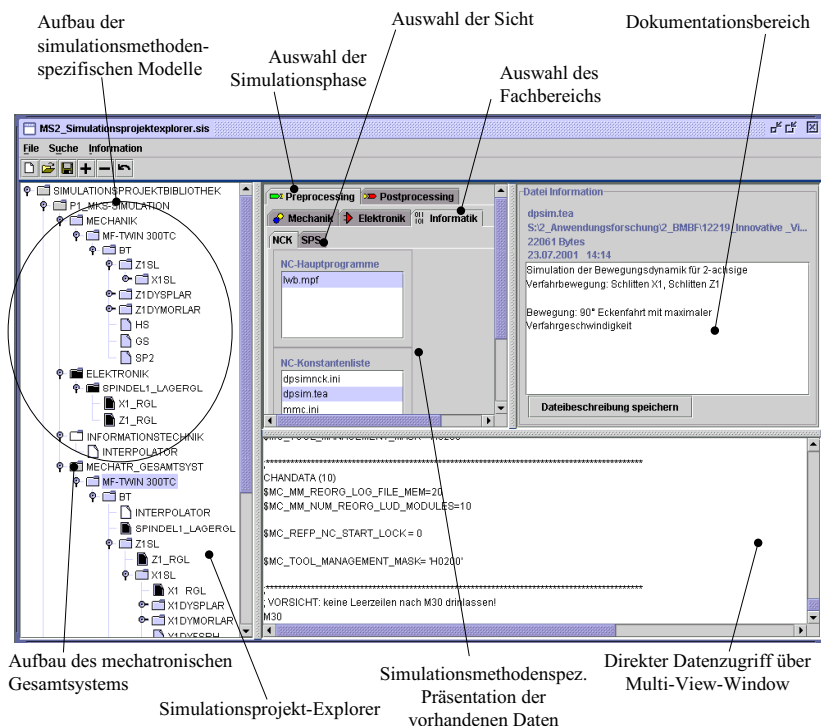 Aufbau der
simulationsmethoden-
spezifischen Modelle
Auswahl der
Simulationsphase
Auswahl der Sicht
Auswahl des
Fachbereichs
Dokumentationsbereich
MS2_Simulationsprojektexplorer.sis
File Suche Information
SIMULATIONSPROJEKTBIBLIOTHEK
P1_MKS-SIMULATION
MECHANIK
MF-TWIN 300TC
BT
Z1SL
X1SL
Z1DYSPLAR
Z1DYMORLAR
HS
GS
SP2
ELEKTRONIK
SPINDEL1_LAGERGL
X1_RGL
Z1_RGL
INFORMATIONSTECHNIK
INTERPOLATOR
MECHATR_GESAMTSYST
MF-TWIN 300TC
BT
INTERPOLATOR
SPINDEL1_LAGERGL
Z1SL
Z1_RGL
X1SL
X1_RGL
X1DYSPLAR
X1DYMORLAR
X1DYFSPH
Preprocessing Postprocessing
Mechanik Elektronik Informatik
NCK SPS
NC-Hauptprogramme
lwb.mpf
NC-Konstantenliste
dpsimnck.ini
dpsim.tea
mmc.ini
Datei Information
dpsim.tea
S:\2_Anwendungsforschung\2_BMBF\12219_Innovative _Vi...
22061 Bytes
23.07.2001 14:14
Simulation der Bewegungsdynamik für 2-achsige
Verfahrbewegung: Schlitten X1, Schlitten Z1
Bewegung: 90° Eckenfahrt mit maximaler
Verfahrgeschwindigkeit
Dateibeschreibung speichern
$MC_TOOL_MANAGEMENT_MASK= 'H0200'
CHANDATA (10)
$MC_MM_REORG_LOG_FILE_MEM=20
$MC_MM_NUM_REORG_LUD_MODULES=10
$MC_REFP_NC_START_LOCK = 0
$MC_TOOL_MANAGEMENT_MASK= 'H0200'
; VORSICHT: keine Leerzeilen nach M30 drinlassen!
M30
Aufbau des mechatronischen
Gesamtsystems
Simulationsprojekt-Explorer
Simulationsmethodenspez.
Präsentation der
vorhandenen Daten
Direkter Datenzugriff über
Multi-View-Window